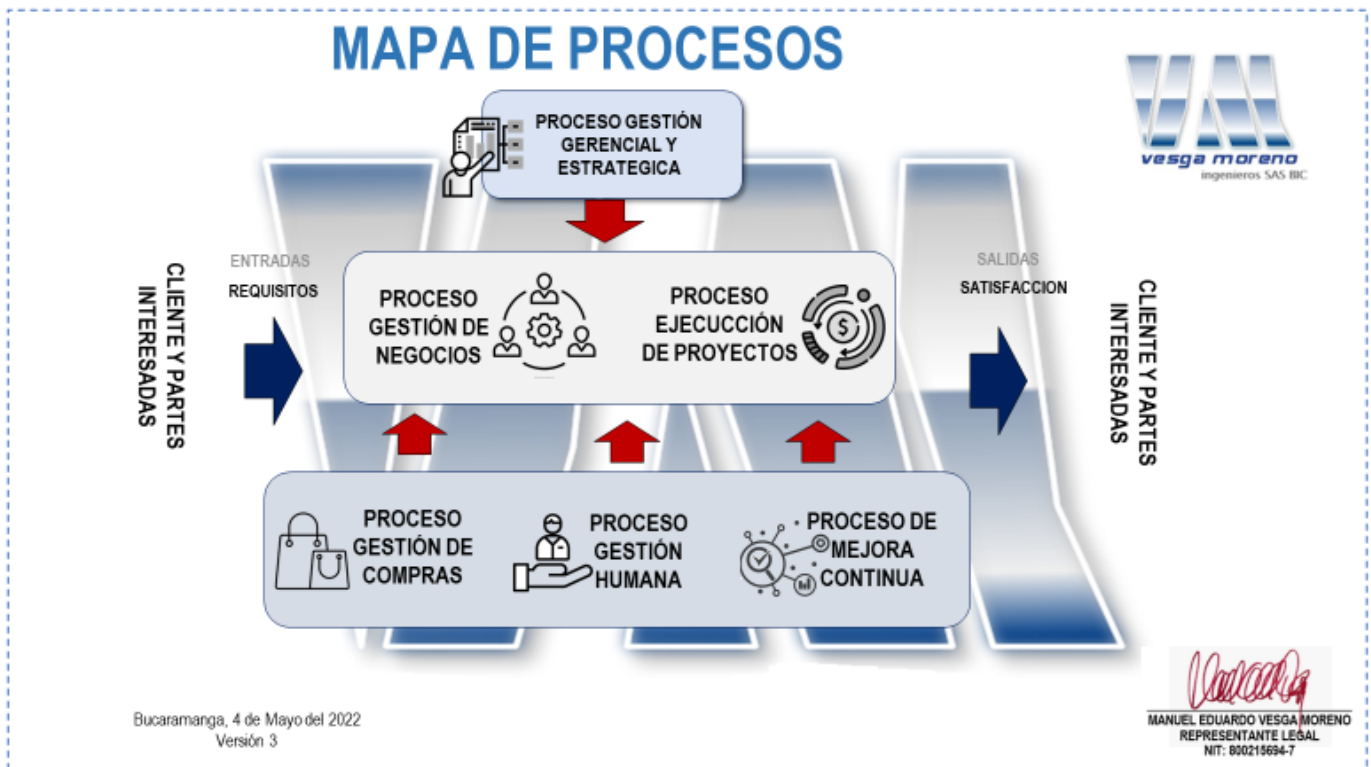 MAPA DE PROCESOS
vesga moreno
ingenieros SAS BIC
PROCESO GESTIÓN
GERENCIAL Y
ESTRATEGICA
CLIENTE Y PARTES
INTERESADAS
ENTRADAS
REQUISITOS
PROCESO
GESTIÓN DE
NEGOCIOS
PROCESO
EJECUCCIÓN
DE PROYECTOS
$
SALIDAS
SATISFACCION
CLIENTE Y PARTES
INTERESADAS
PROCESO
GESTIÓN DE
COMPRAS
PROCESO
GESTIÓN
HUMANA
PROCESO DE
MEJORA
CONTINUA
Bucaramanga, 4 de Mayo del 2022
Versión 3
MANUEL EDUARDO VESGA MORENO
REPRESENTANTE LEGAL
NIT: 800215694-7